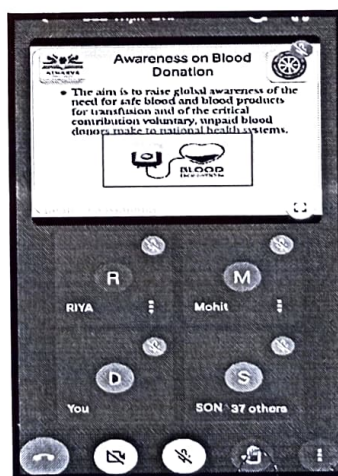 Awareness on Blood
Donation
• The aim is to raise global awareness of the
need for safe blood and blood products
for transfusion and of the critical
contribution voluntary, unpaid blood
donors make to national health systems.
BLOOD
R
M
RIYA
Mohit
D
S
You
SON 37 others